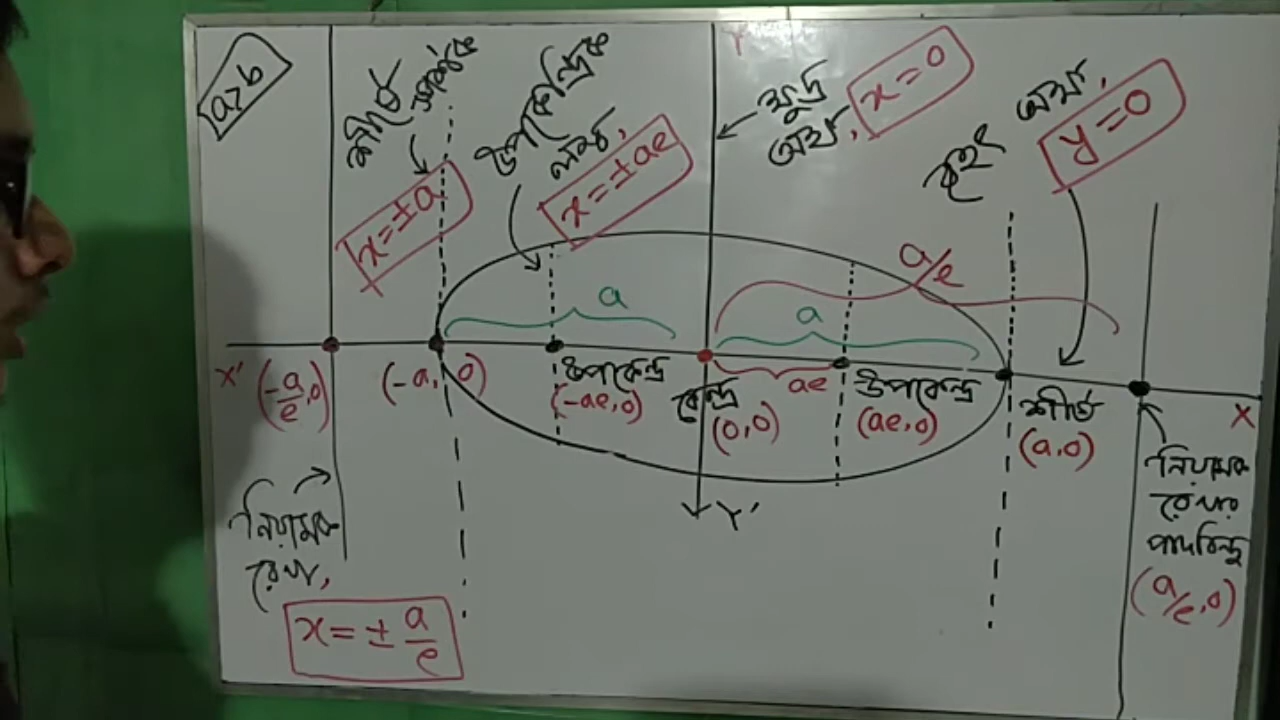 a>b
শীর্ষে
স্পর্শক
x=±a
উপকেন্দ্রিক
লম্ব,
x=±ae
Y
ক্ষুদ্র
অক্ষ, x=0
বৃহৎ অক্ষ,
y=0
a/e
a
a
X'
(-a/e,0)
(-a, 0)
উপকেন্দ্র
(-ae,0)
কেন্দ্র
(0,0)
ae
উপকেন্দ্র
(ae,0)
শীর্ষ
(a,0)
X
নিয়ামক
রেখার
পাদবিন্দু
(a/e,0)
Y'
নিয়ামক
রেখা,
x=± a/e